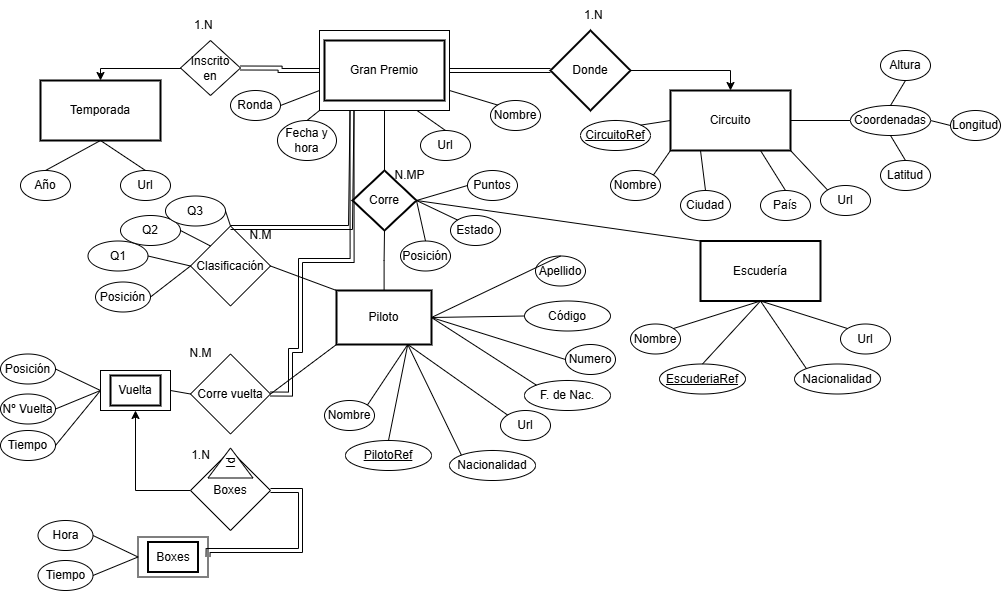 1.N
1.N
Inscrito
en
Gran Premio
Donde
Temporada
Ronda
Fecha y
hora
Url
Nombre
Altura
Coordenadas
Longitud
Latitud
CircuitoRef
Circuito
Nombre
Ciudad
País
Url
Año
Url
N.MP
Corre
Puntos
Estado
Posición
Q3
Q2
Q1
Posición
N.M
Clasificación
Escudería
Nombre
EscuderiaRef
Nacionalidad
Url
Piloto
Apellido
Código
Numero
F. de Nac.
Url
Nacionalidad
PilotoRef
Nombre
N.M
Corre vuelta
Vuelta
Posición
Nº Vuelta
Tiempo
1.N
Id
Boxes
Boxes
Hora
Tiempo